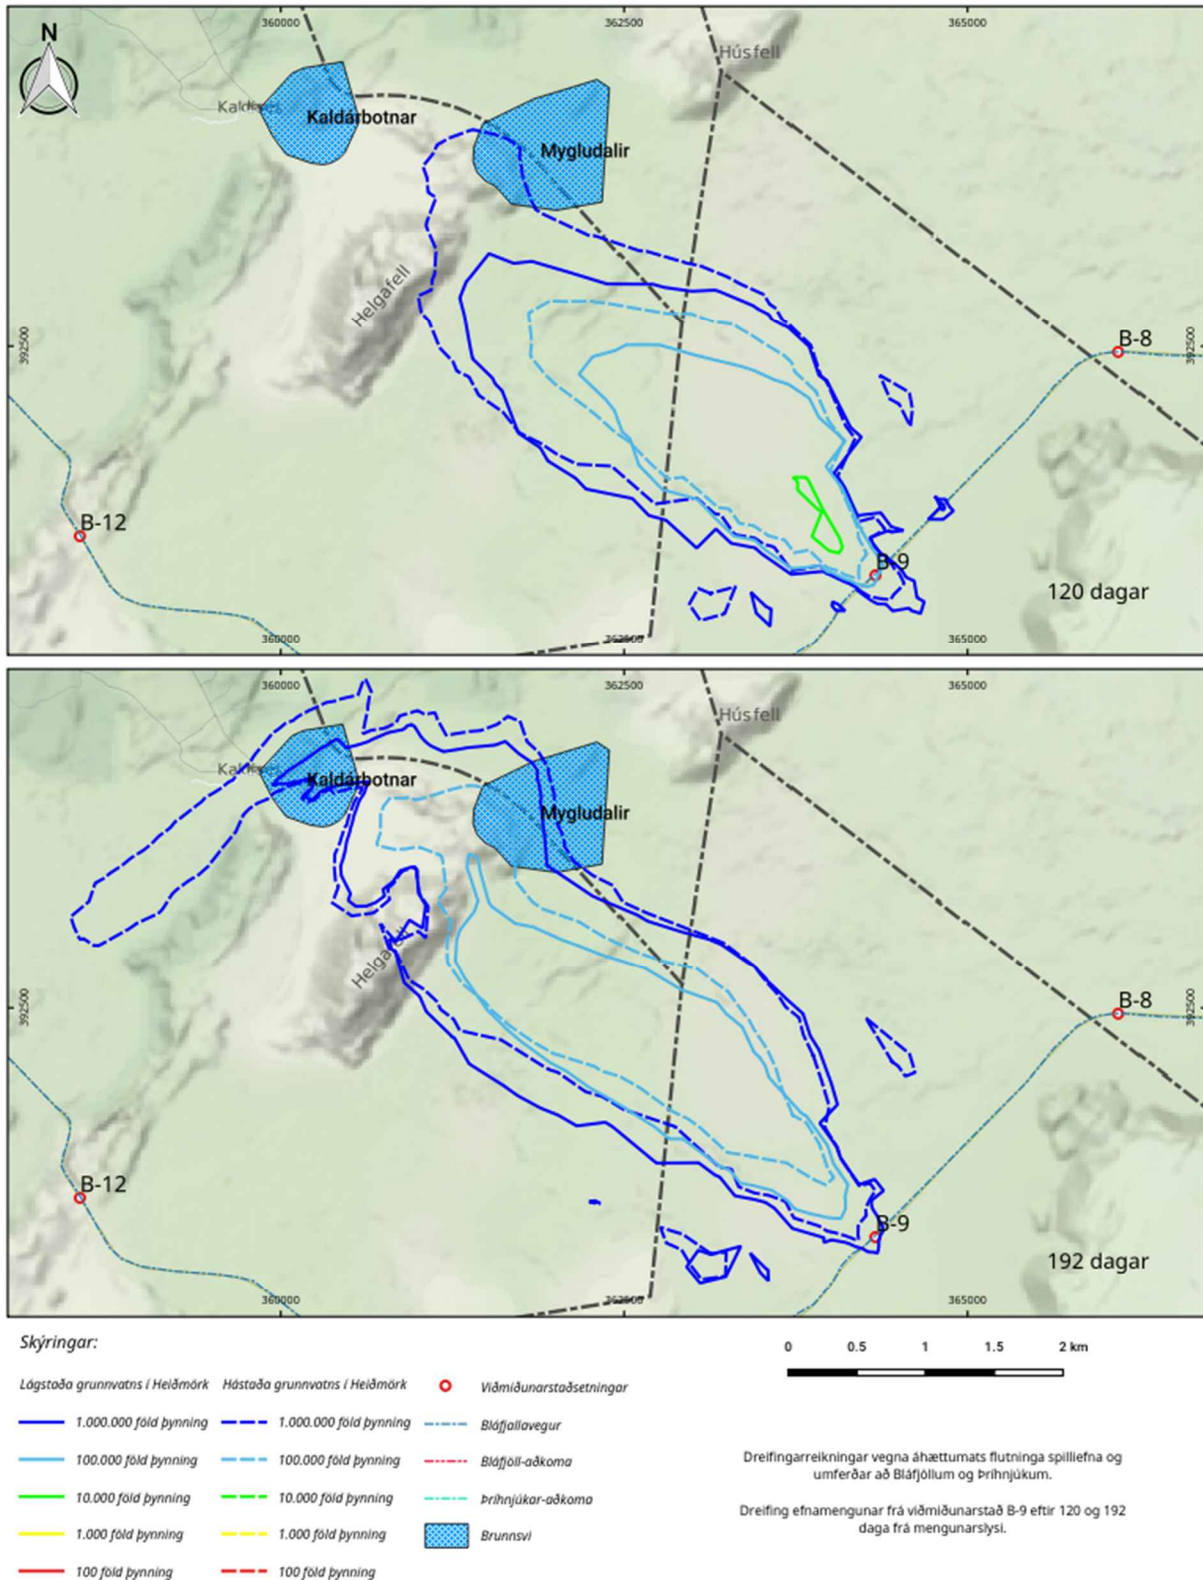 360000
362500
365000
N
Húsfell
Kaldárbotnar
Mygludalir
Helgafell
392500
392500
B-8
B-12
B-9
120 dagar
360000
362500
365000
360000
362500
365000
Húsfell
Kaldárbotnar
Mygludalir
Helgafell
392500
392500
B-8
B-12
B-9
192 dagar
360000
362500
365000
Skýringar:
Lágstaða grunnvatns í Heiðmörk
1.000.000 föld þynning
100.000 föld þynning
10.000 föld þynning
1.000 föld þynning
100 föld þynning
Hástaða grunnvatns í Heiðmörk
1.000.000 föld þynning
100.000 föld þynning
10.000 föld þynning
1.000 föld þynning
100 föld þynning
Viðmiðunarstaðsetningar
Bláfjallavegur
Bláfjöll-aðkoma
Þríhnjúkar-aðkoma
Brunnsvi
0 0.5 1 1.5 2 km
Dreifingarreikningar vegna áhættumats flutninga spilliefna og
umferðar að Bláfjöllum og Þríhnjúkum.
Dreifing efnamengunar frá viðmiðunarstað B-9 eftir 120 og 192
daga frá mengunarslysi.